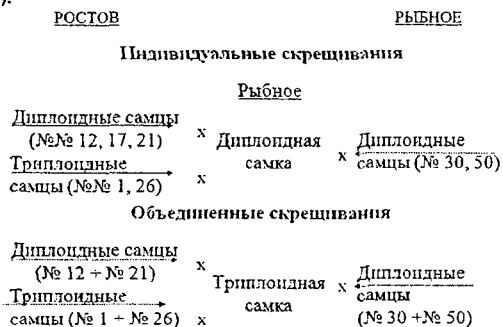 ).
РОСТОВ РЫБНОЕ
Индивидуальные скрещивания
Рыбное
Диплоидные самцы
(№№ 12, 17, 21) х Диплоидная Диплоидные
Триплоидные самка х самцы (№ 30, 50)
самцы (№№ 1, 26) х
Объединенные скрещивания
Диплоидные самцы
(№ 12 + № 21) х Диплоидные
Триплоидные Триплоидная х самцы
самцы (№ 1 + № 26) х самка (№ 30 +№ 50)